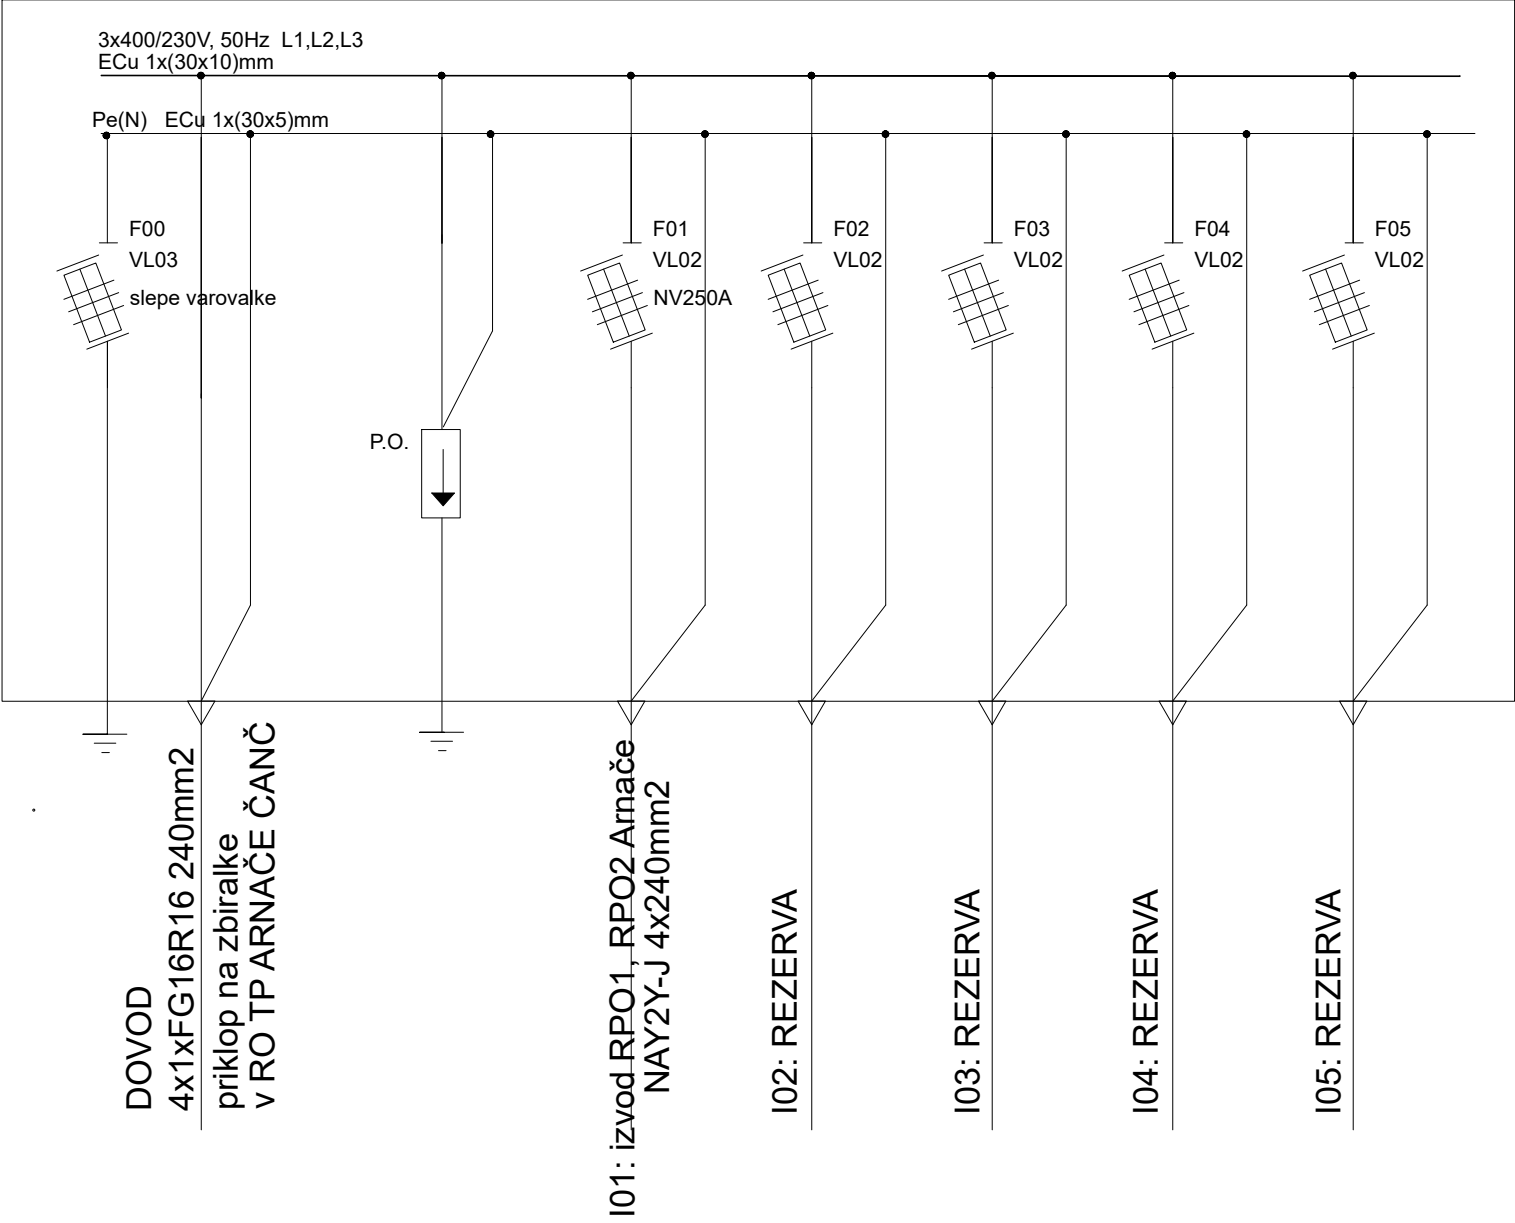 3x400/230V, 50Hz L1,L2,L3
ECu 1x(30x10)mm
Pe(N) ECu 1x(30x5)mm
F00
VL03
slepe varovalke
P.O.
F01
VL02
NV250A
F02
VL02
F03
VL02
F04
VL02
F05
VL02
DOVOD
4x1xFG16R16 240mm2
priklop na zbiralke
v RO TP ARNAČE ČANČ
I01: izvod RPO1, RPO2 Arnače
NAY2Y-J 4x240mm2
I02: REZERVA
I03: REZERVA
I04: REZERVA
I05: REZERVA